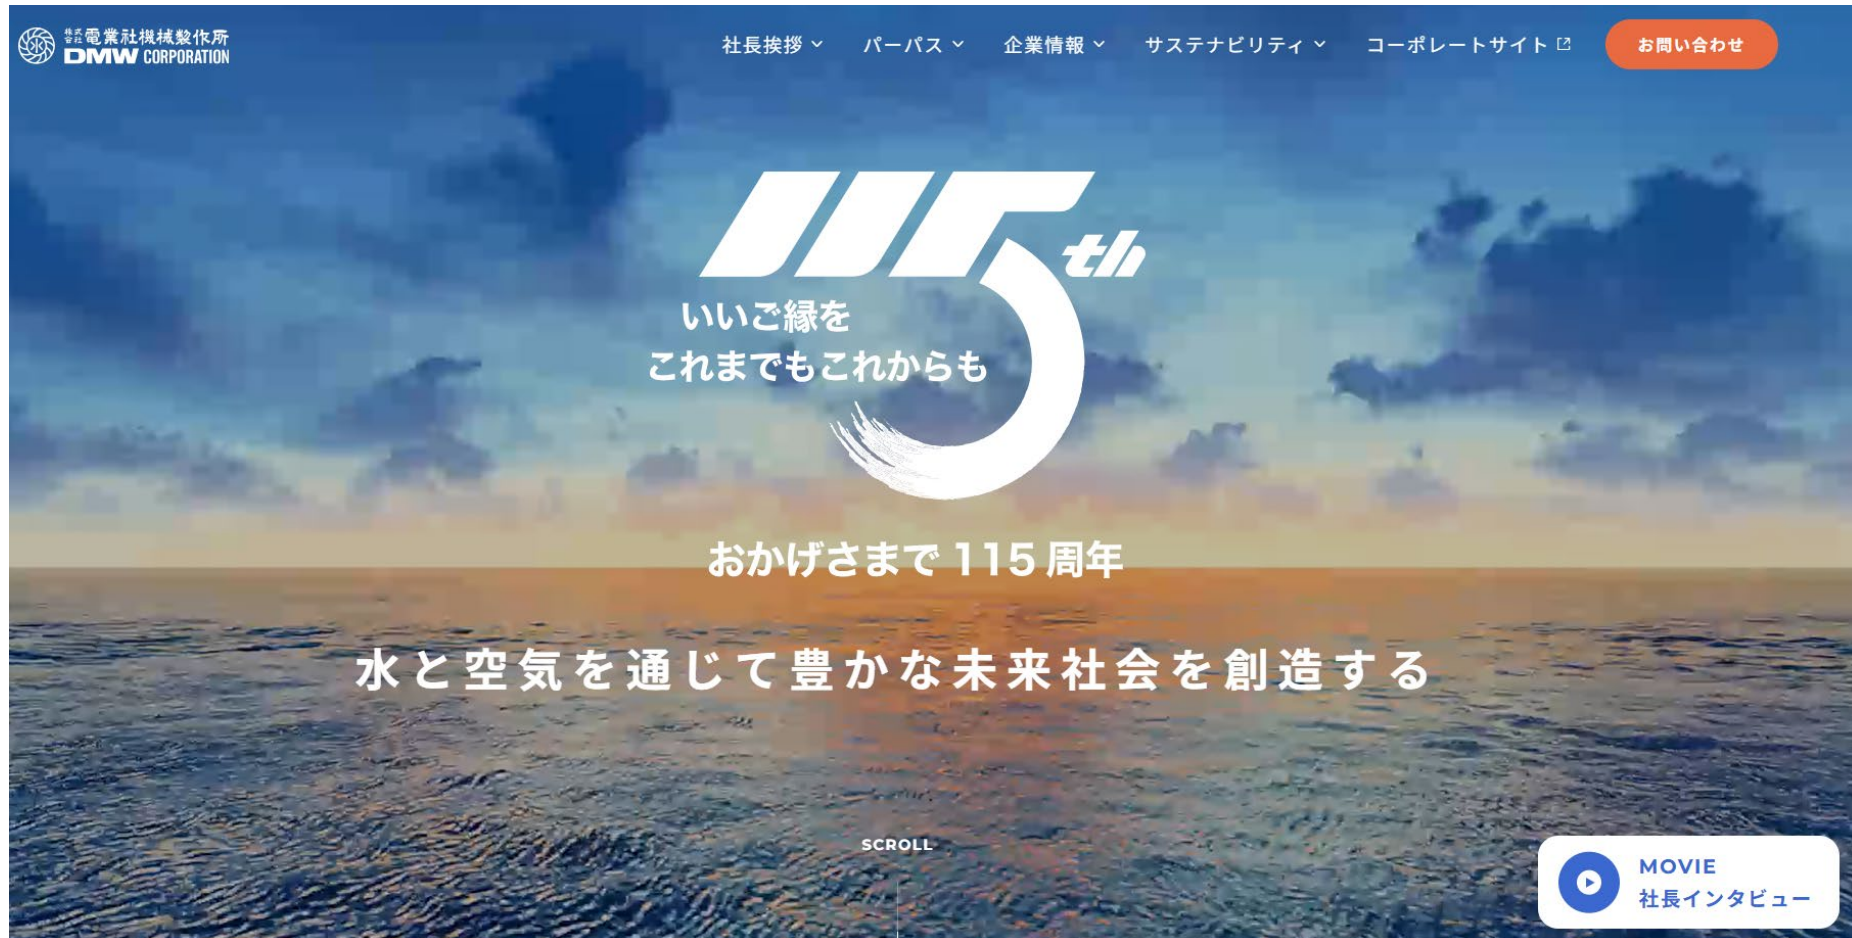 株式会社 電業社機械製作所
DMW CORPORATION
社長挨拶
パーパス
企業情報
サステナビリティ
コーポレートサイト
お問い合わせ
115th
いいご縁を
これまでもこれからも
おかげさまで 115 周年
水と空気を通じて豊かな未来社会を創造する
SCROLL
MOVIE
社長インタビュー